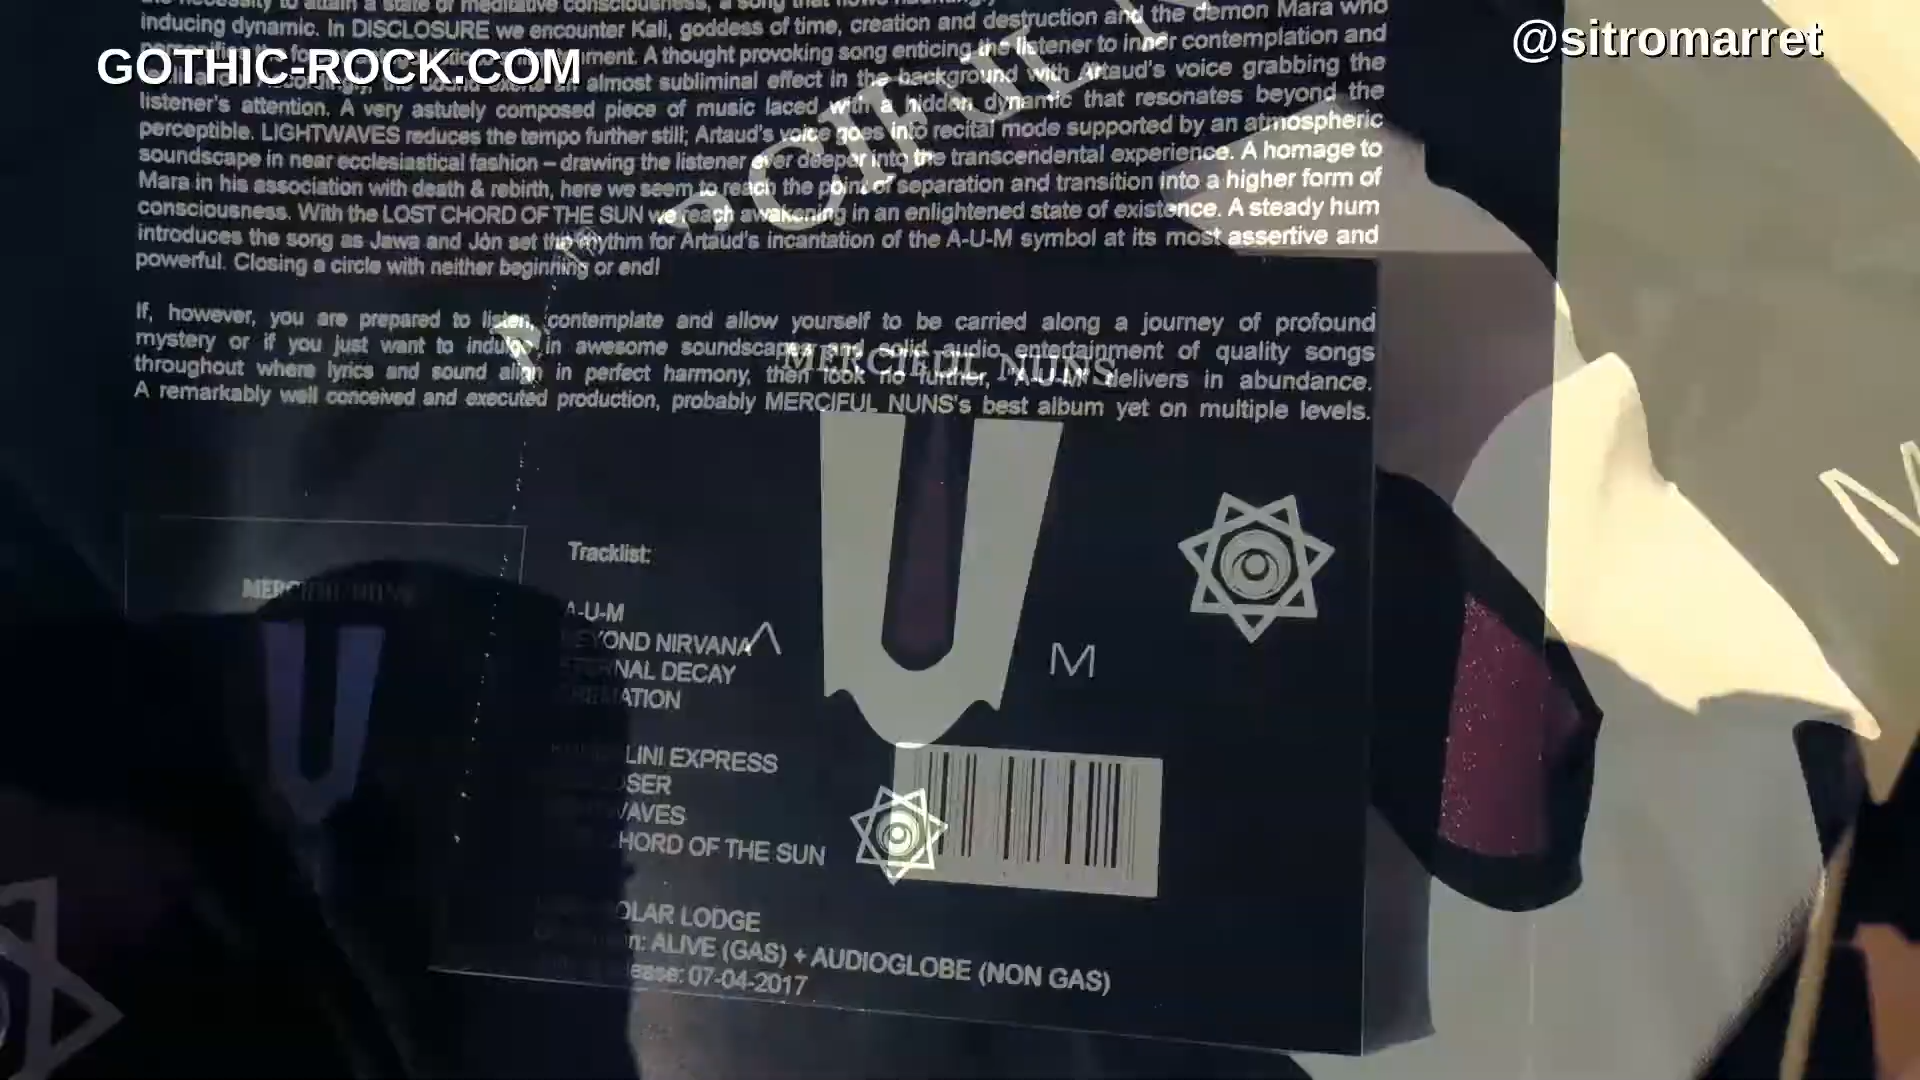 GOTHIC-ROCK.COM
@sitromarret
inducing dynamic. In DISCLOSURE we encounter Kali, goddess of time, creation and destruction and the demon Mara who
A thought provoking song enticing the listener to inner contemplation and
almost subliminal effect in the background with Artaud's voice grabbing the
listener's attention. A very astutely composed piece of music laced with a hidden dynamic that resonates beyond the
perceptible. LIGHTWAVES reduces the tempo further still; Artaud's voice goes into recital mode supported by an atmospheric
soundscape in near ecclesiastical fashion – drawing the listener ever deeper into the transcendental experience. A homage to
Mara in his association with death & rebirth, here we seem to reach the point of separation and transition into a higher form of
consciousness. With the LOST CHORD OF THE SUN we reach awakening in an enlightened state of existence. A steady hum
introduces the song as Jawa and Jón set the rhythm for Artaud's incantation of the A-U-M symbol at its most assertive and
powerful. Closing a circle with neither beginning or end!
If, however, you are prepared to listen, contemplate and allow yourself to be carried along a journey of profound
mystery or if you just want to indulge in awesome soundscapes and solid audio entertainment of quality songs
throughout where lyrics and sound align in perfect harmony, then look no further, "A-U-M" delivers in abundance.
A remarkably well conceived and executed production, probably MERCIFUL NUNS's best album yet on multiple levels.
MERCIFUL NUNS
U
M
Tracklist:
A-U-M
BEYOND NIRVANA
NAL DECAY
ATION
LINI EXPRESS
SER
WAVES
CHORD OF THE SUN
OLAR LODGE
ALIVE (GAS) + AUDIOGLOBE (NON GAS)
ease: 07-04-2017